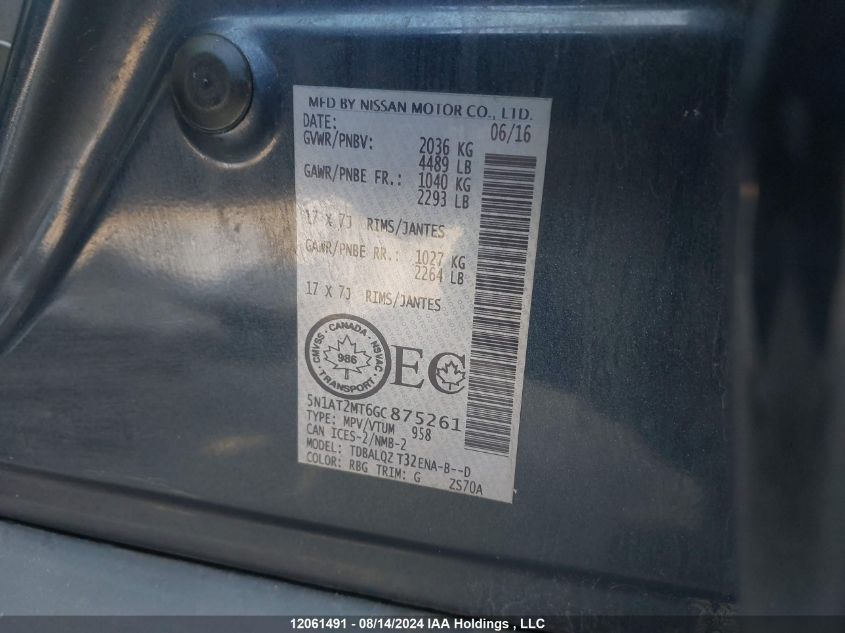 MFD BY NISSAN MOTOR CO., LTD.
DATE: 06/16
GVWR/PNBV: 2036 KG
4489 LB
GAWR/PNBE FR.: 1040 KG
2293 LB
17 X 7J RIMS/JANTES
GAWR/PNBE RR.: 1027 KG
2264 LB
17 X 7J RIMS/JANTES
CMVSS · CANADA · NSVAC · TRANSPORT ·
986
EC
5N1AT2MT6GC875261
TYPE: MPV/VTUM 958
CAN ICES-2/NMB-2
MODEL: TDBALQZ T32ENA-B--D
COLOR: RBG TRIM: G ZS70A
12061491 - 08/14/2024 IAA Holdings , LLC